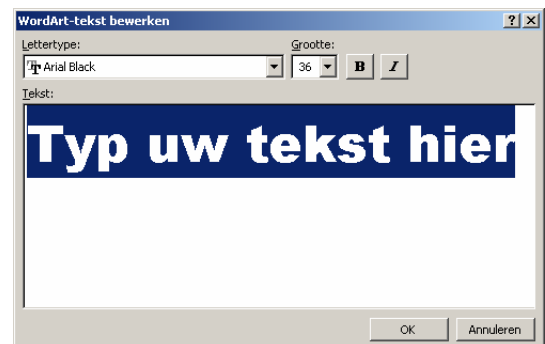 WordArt-tekst bewerken
Lettertype: Grootte:
Arial Black 36 B I
Tekst:
Typ uw tekst hier
OK Annuleren